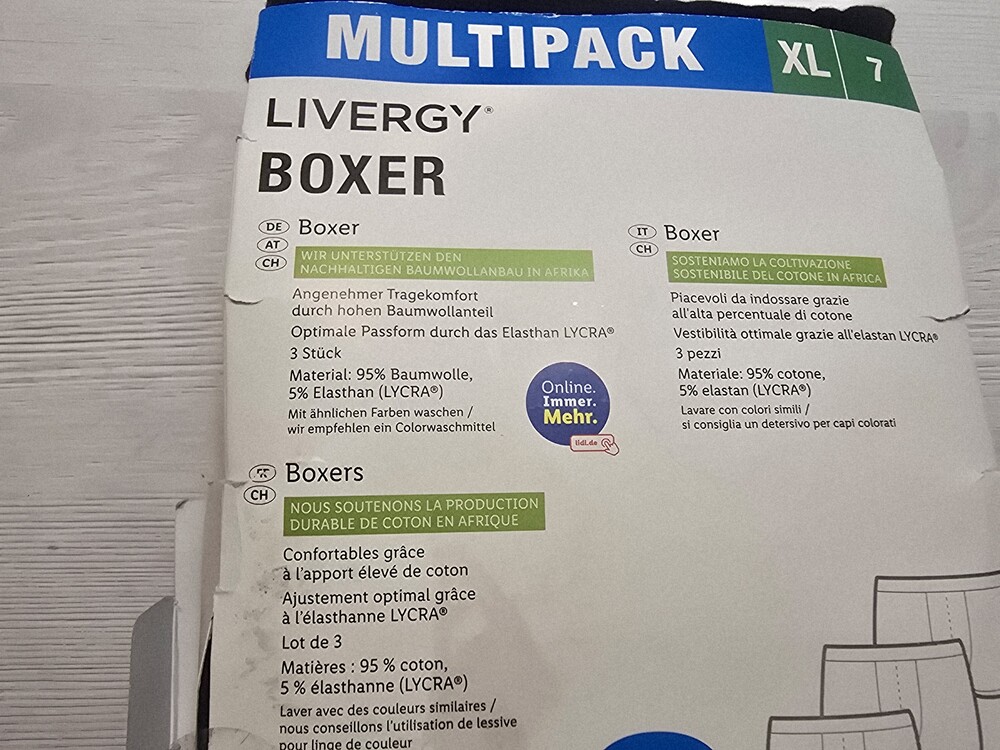 MULTIPACK XL 7
LIVERGY®
BOXER
DE AT CH
Boxer
WIR UNTERSTÜTZEN DEN
NACHHALTIGEN BAUMWOLLANBAU IN AFRIKA
Angenehmer Tragekomfort
durch hohen Baumwollanteil
Optimale Passform durch das Elasthan LYCRA®
3 Stück
Material: 95% Baumwolle,
5% Elasthan (LYCRA®)
Mit ähnlichen Farben waschen /
wir empfehlen ein Colorwaschmittel
Online.
Immer.
Mehr.
lidl.de
IT CH
Boxer
SOSTENIAMO LA COLTIVAZIONE
SOSTENIBILE DEL COTONE IN AFRICA
Piacevoli da indossare grazie
all'alta percentuale di cotone
Vestibilità ottimale grazie all'elastan LYCRA®
3 pezzi
Materiale: 95% cotone,
5% elastan (LYCRA®)
Lavare con colori simili /
si consiglia un detersivo per capi colorati
CH
Boxers
NOUS SOUTENONS LA PRODUCTION
DURABLE DE COTON EN AFRIQUE
Confortables grâce
à l'apport élevé de coton
Ajustement optimal grâce
à l'élasthanne LYCRA®
Lot de 3
Matières : 95 % coton,
5 % élasthanne (LYCRA®)
Laver avec des couleurs similaires /
nous conseillons l'utilisation de lessive
pour linge de couleur